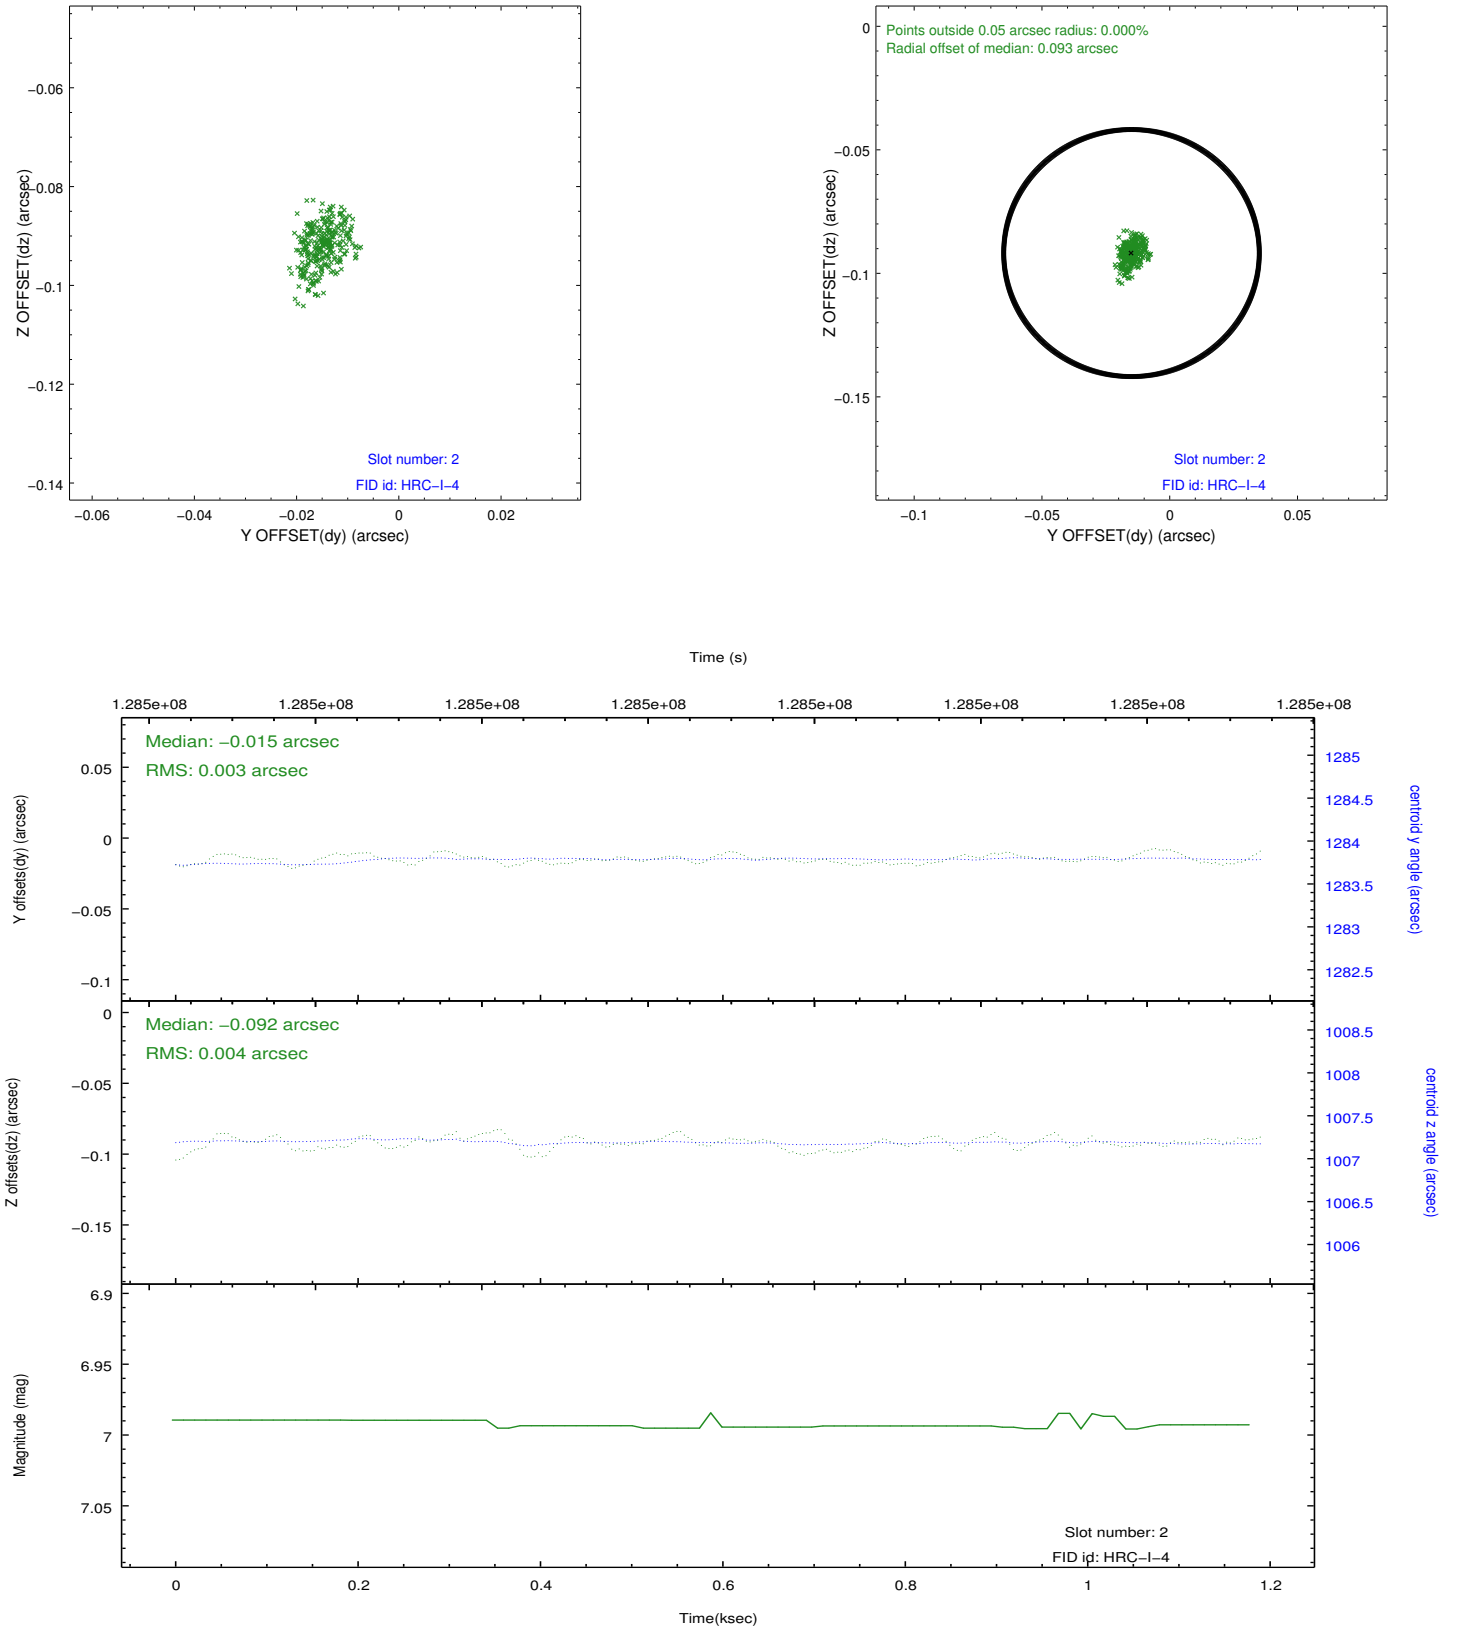 −0.06
−0.08
−0.1
−0.12
−0.14
Z OFFSET(dz) (arcsec)
Slot number: 2
FID id: HRC−I−4
−0.06 −0.04 −0.02 0 0.02
Y OFFSET(dy) (arcsec)
Points outside 0.05 arcsec radius: 0.000%
Radial offset of median: 0.093 arcsec
0
−0.05
−0.1
−0.15
Z OFFSET(dz) (arcsec)
Slot number: 2
FID id: HRC−I−4
−0.1 −0.05 0 0.05
Y OFFSET(dy) (arcsec)
Time (s)
1.285e+08 1.285e+08 1.285e+08 1.285e+08 1.285e+08 1.285e+08 1.285e+08 1.285e+08
Median: −0.015 arcsec
RMS: 0.003 arcsec
0.05
0
−0.05
−0.1
Y offsets(dy) (arcsec)
1285
1284.5
1284
1283.5
1283
1282.5
centroid y angle (arcsec)
Median: −0.092 arcsec
RMS: 0.004 arcsec
0
−0.05
−0.1
−0.15
Z offsets(dz) (arcsec)
1008.5
1008
1007.5
1007
1006.5
1006
centroid z angle (arcsec)
6.9
6.95
7
7.05
Magnitude (mag)
Slot number: 2
FID id: HRC−I−4
0 0.2 0.4 0.6 0.8 1 1.2
Time(ksec)